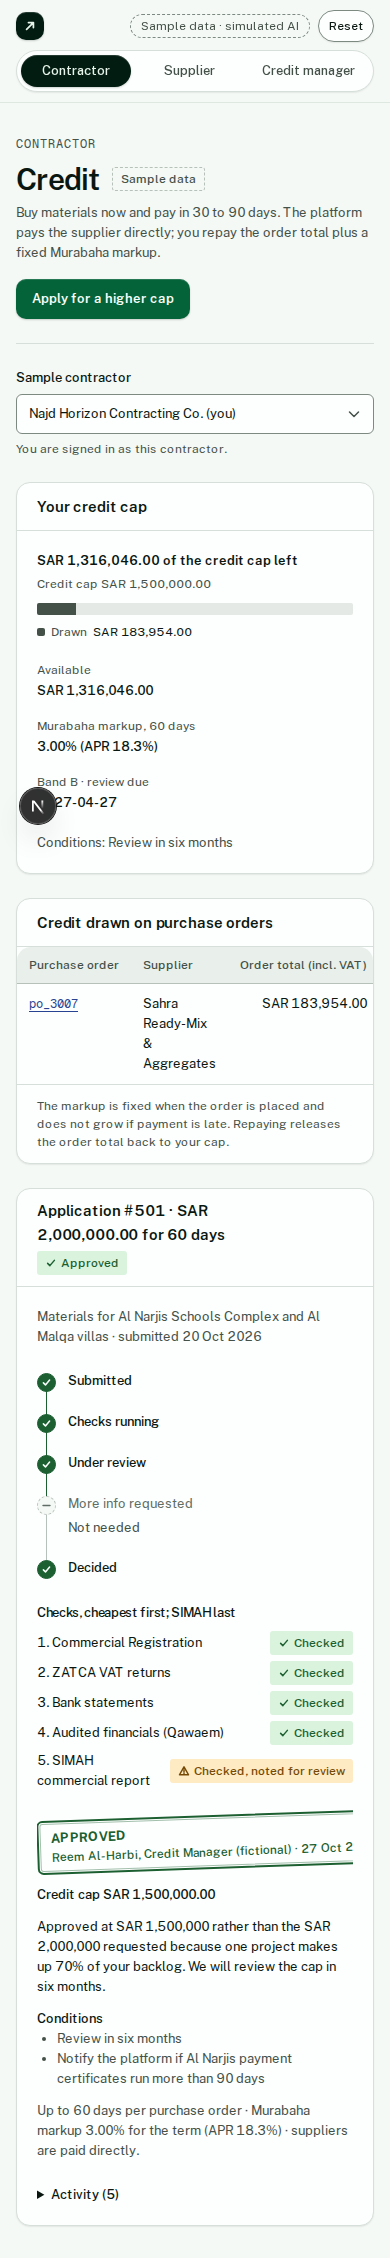 Sample data · simulated AI
Reset
Contractor
Supplier
Credit manager
CONTRACTOR
Credit
Sample data
Buy materials now and pay in 30 to 90 days. The platform
pays the supplier directly; you repay the order total plus a
fixed Murabaha markup.
Apply for a higher cap
Sample contractor
Najd Horizon Contracting Co. (you)
You are signed in as this contractor.
Your credit cap
SAR 1,316,046.00 of the credit cap left
Credit cap SAR 1,500,000.00
Drawn SAR 183,954.00
Available
SAR 1,316,046.00
Murabaha markup, 60 days
3.00% (APR 18.3%)
Band B · review due
27-04-27
N
Conditions: Review in six months
Credit drawn on purchase orders
Purchase order
Supplier
Order total (incl. VAT)
po_3007
Sahra
Ready-Mix
&
Aggregates
SAR 183,954.00
The markup is fixed when the order is placed and
does not grow if payment is late. Repaying releases
the order total back to your cap.
Application #501 · SAR
2,000,000.00 for 60 days
Approved
Materials for Al Narjis Schools Complex and Al
Malqa villas · submitted 20 Oct 2026
Submitted
Checks running
Under review
More info requested
Not needed
Decided
Checks, cheapest first; SIMAH last
1. Commercial Registration
Checked
2. ZATCA VAT returns
Checked
3. Bank statements
Checked
4. Audited financials (Qawaem)
Checked
5. SIMAH
commercial report
Checked, noted for review
APPROVED
Reem Al-Harbi, Credit Manager (fictional) · 27 Oct 2
Credit cap SAR 1,500,000.00
Approved at SAR 1,500,000 rather than the SAR
2,000,000 requested because one project makes
up 70% of your backlog. We will review the cap in
six months.
Conditions
• Review in six months
• Notify the platform if Al Narjis payment
certificates run more than 90 days
Up to 60 days per purchase order · Murabaha
markup 3.00% for the term (APR 18.3%) · suppliers
are paid directly.
Activity (5)